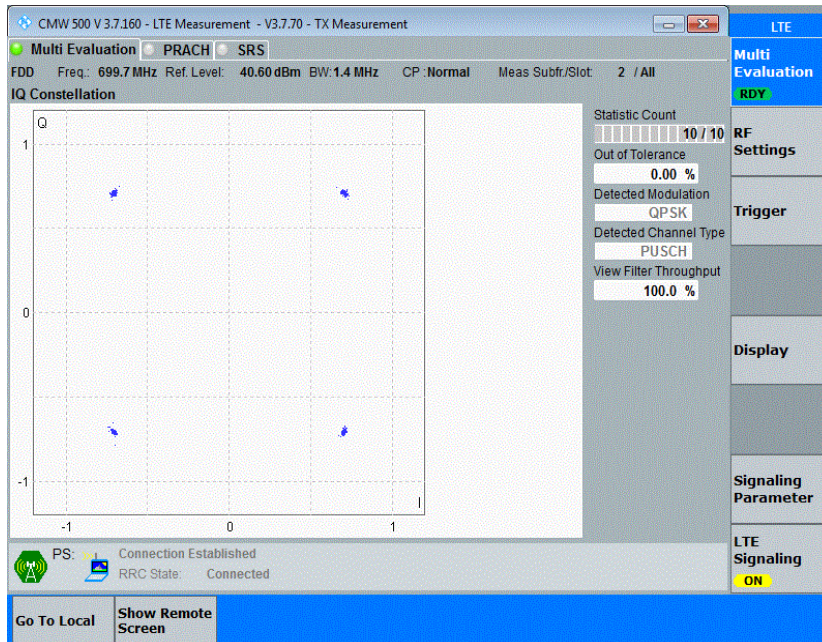 CMW 500 V 3.7.160 - LTE Measurement - V3.7.70 - TX Measurement
LTE
Multi Evaluation PRACH SRS
Multi
Evaluation
RDY
FDD Freq.: 699.7 MHz Ref. Level: 40.60 dBm BW: 1.4 MHz CP : Normal Meas Subfr./Slot: 2 / All
IQ Constellation
Q
1
0
-1
-1 0 1
I
Statistic Count
10 / 10
Out of Tolerance
0.00 %
Detected Modulation
QPSK
Detected Channel Type
PUSCH
View Filter Throughput
100.0 %
RF
Settings
Trigger
Display
Signaling
Parameter
LTE
Signaling
ON
PS: Connection Established
RRC State: Connected
Go To Local
Show Remote
Screen